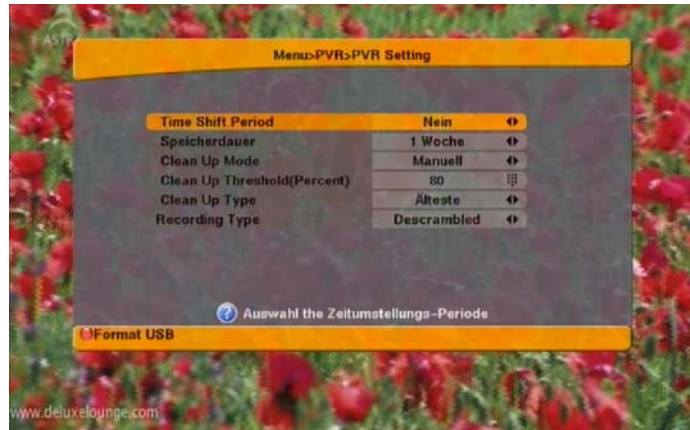 Menu>PVR>PVR Setting
Time Shift Period Nein
Speicherdauer 1 Woche
Clean Up Mode Manuell
Clean Up Threshold(Percent) 80
Clean Up Type Älteste
Recording Type Descrambled
? Auswahl the Zeitumstellungs-Periode
Format USB
www.deluxelounge.com